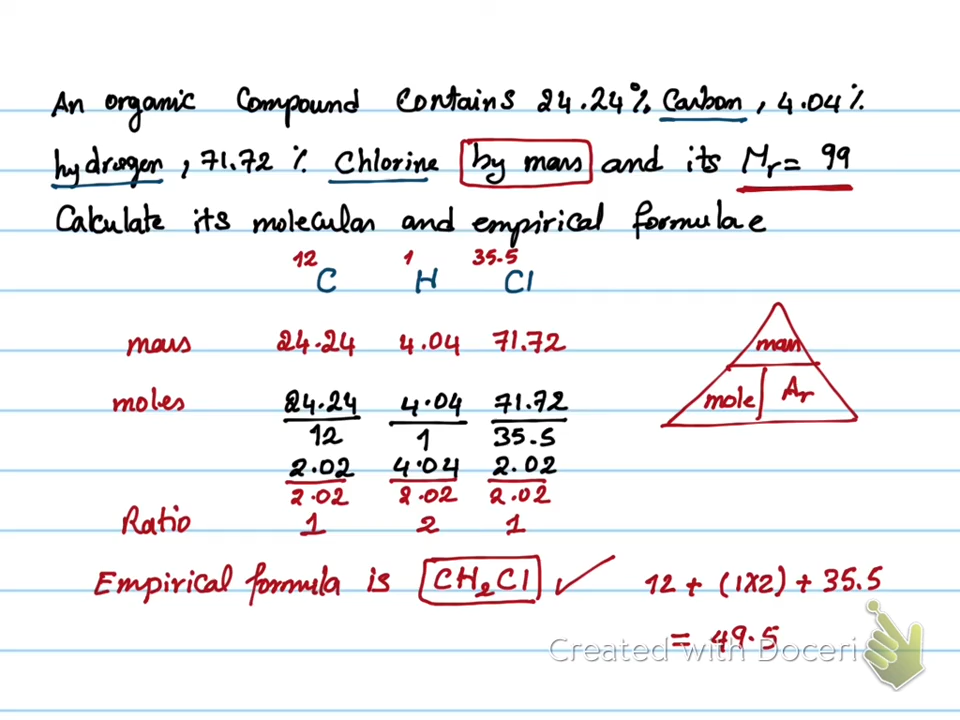 An organic Compound Contains 24.24% Carbon, 4.04%
hydrogen, 71.72% Chlorine by mass and its Mr = 99
Calculate its molecular and empirical formulae
12 1 35.5
C H Cl
mass 24.24 4.04 71.72
mass
moles 24.24 4.04 71.72
mole Ar
12 1 35.5
2.02 4.04 2.02
2.02 2.02 2.02
Ratio 1 2 1
Empirical formula is CH₂Cl ✓ 12 + (1x2) + 35.5
= 49.5
Created with Doceri